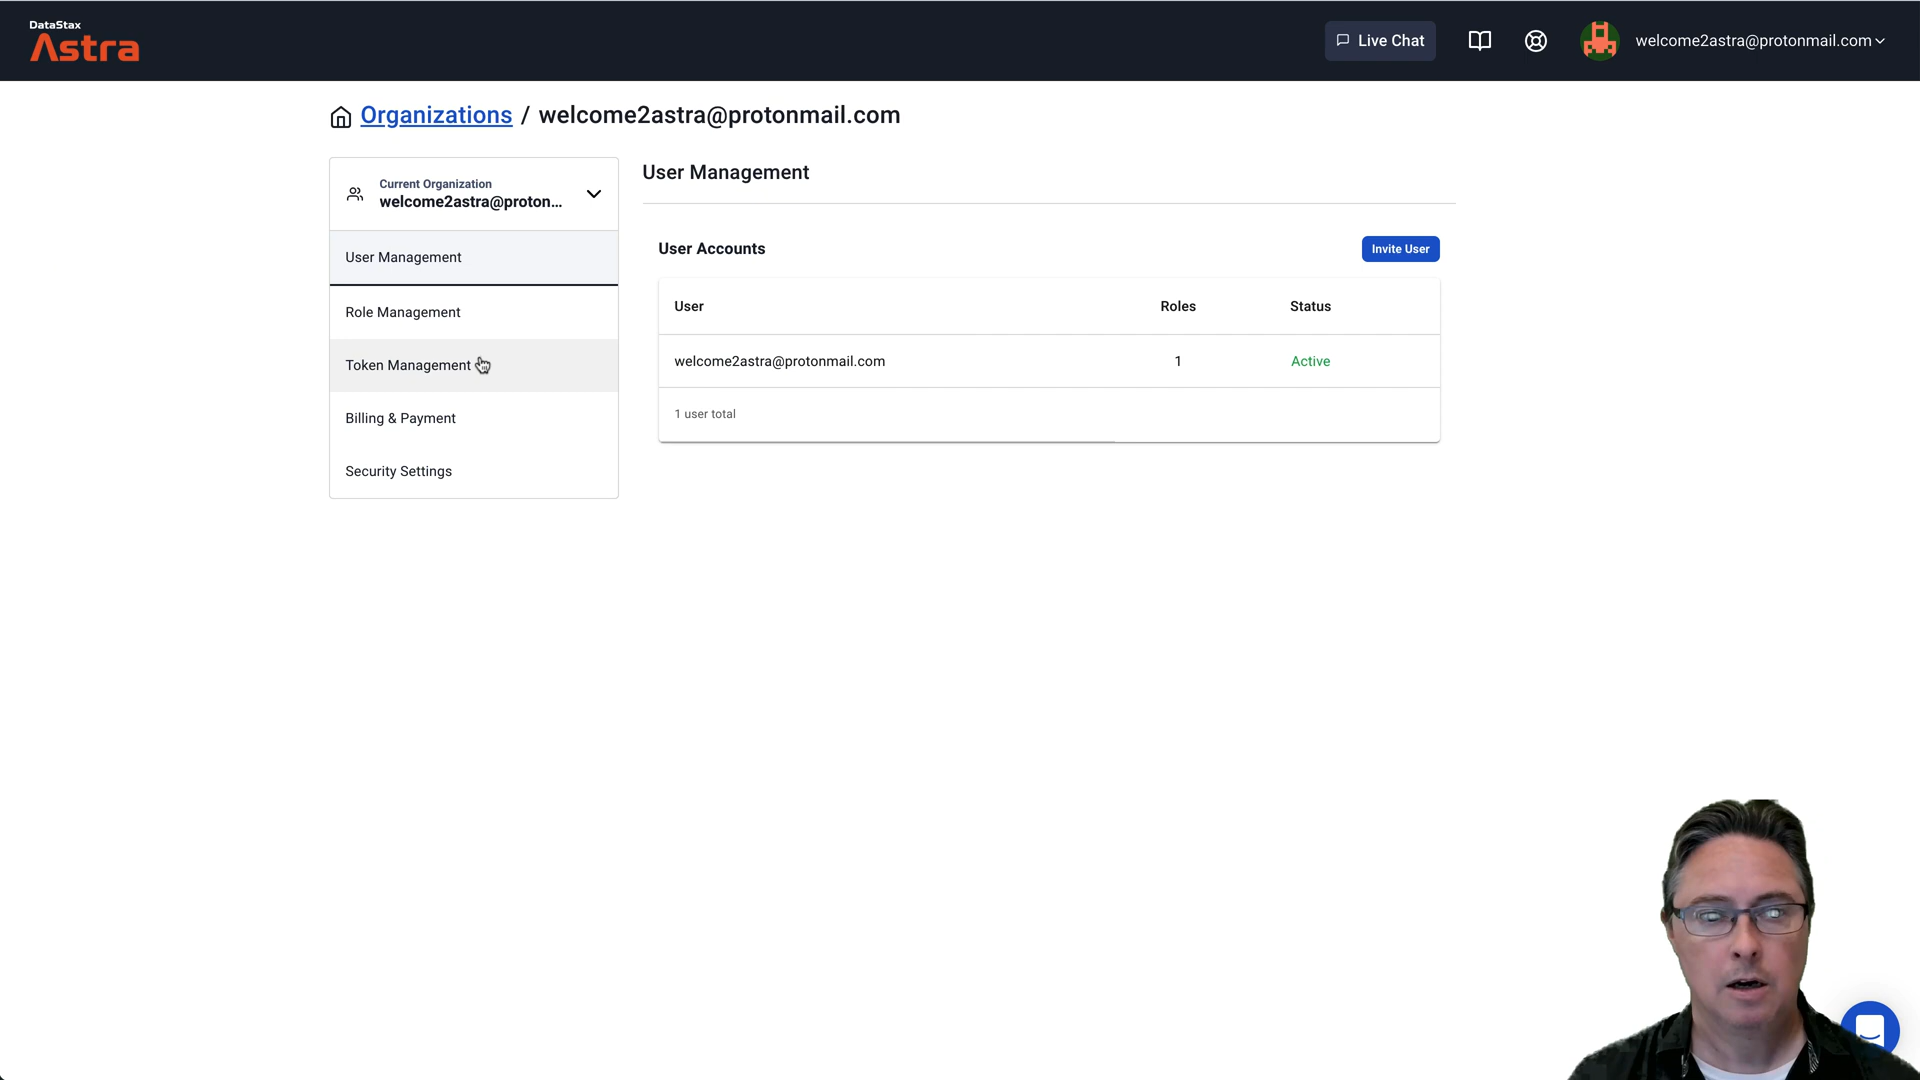 DataStax
Astra
Live Chat
welcome2astra@protonmail.com
Organizations / welcome2astra@protonmail.com
Current Organization
welcome2astra@proton...
User Management
Role Management
Token Management
Billing & Payment
Security Settings
User Management
User Accounts
Invite User
User Roles Status
welcome2astra@protonmail.com 1 Active
1 user total